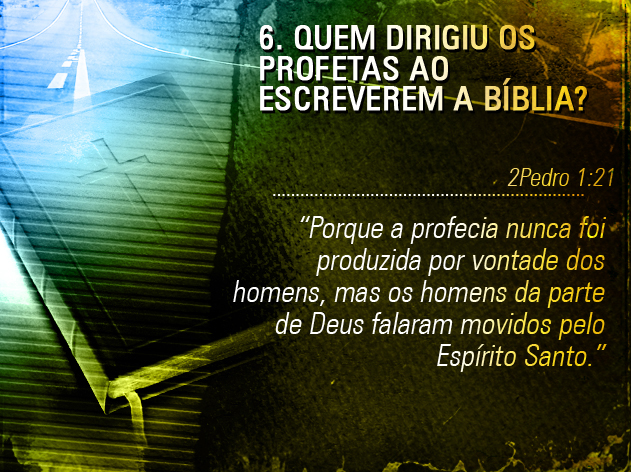 6. QUEM DIRIGIU OS
PROFETAS AO
ESCREVEREM A BÍBLIA?
2Pedro 1:21
“Porque a profecia nunca foi
produzida por vontade dos
homens, mas os homens da parte
de Deus falaram movidos pelo
Espírito Santo.”